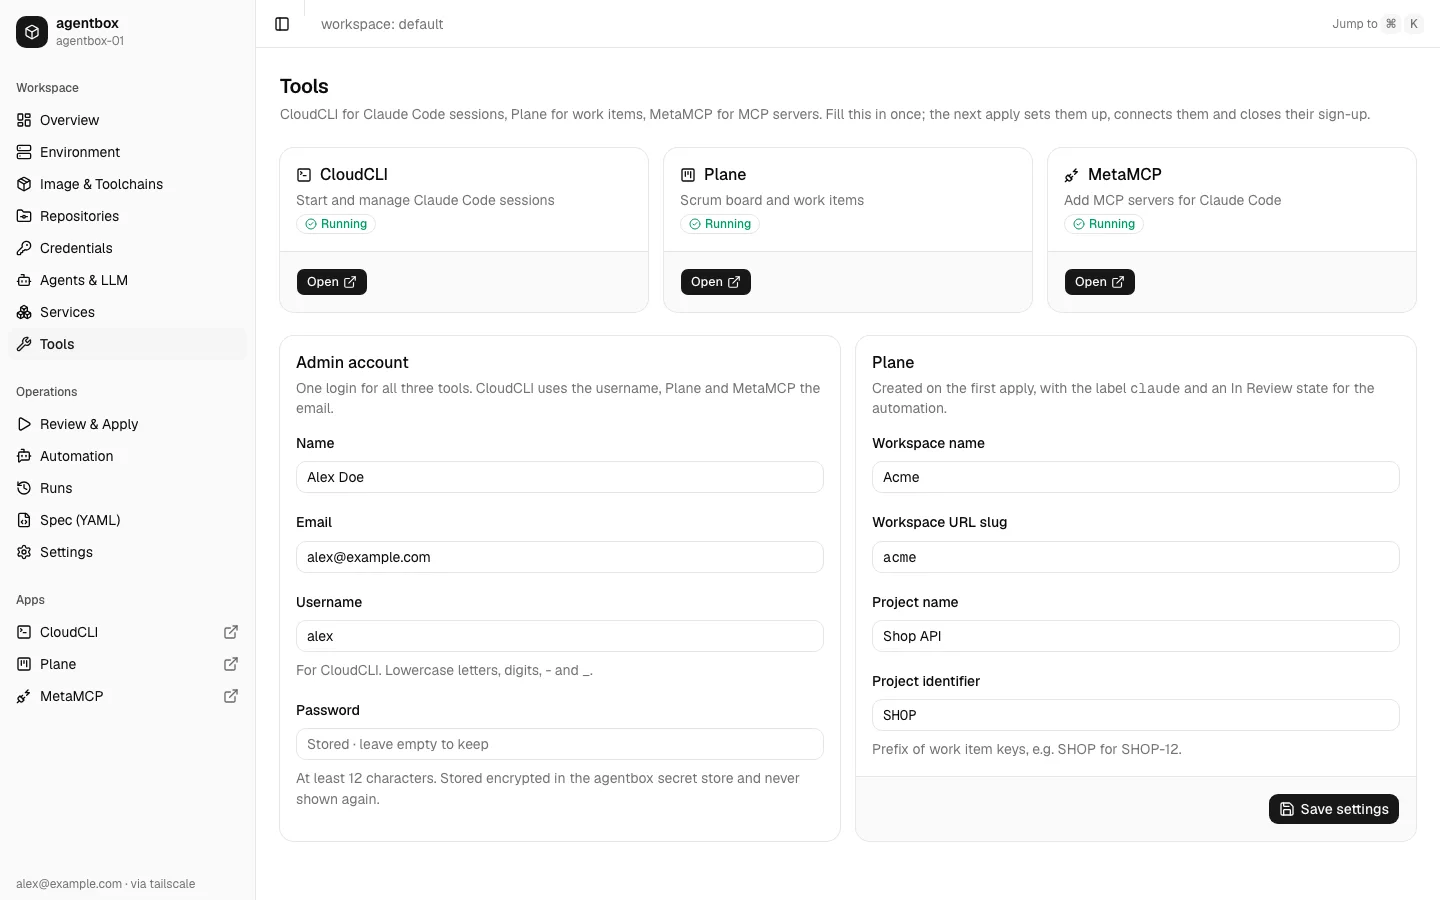 agentbox
agentbox-01
Workspace
Overview
Environment
Image & Toolchains
Repositories
Credentials
Agents & LLM
Services
Tools
Operations
Review & Apply
Automation
Runs
Spec (YAML)
Settings
Apps
CloudCLI
Plane
MetaMCP
alex@example.com · via tailscale
workspace: default
Jump to ⌘ K
Tools
CloudCLI for Claude Code sessions, Plane for work items, MetaMCP for MCP servers. Fill this in once; the next apply sets them up, connects them and closes their sign-up.
CloudCLI
Start and manage Claude Code sessions
Running
Open
Plane
Scrum board and work items
Running
Open
MetaMCP
Add MCP servers for Claude Code
Running
Open
Admin account
One login for all three tools. CloudCLI uses the username, Plane and MetaMCP the
email.
Name
Alex Doe
Email
alex@example.com
Username
alex
For CloudCLI. Lowercase letters, digits, - and _.
Password
Stored · leave empty to keep
At least 12 characters. Stored encrypted in the agentbox secret store and never
shown again.
Plane
Created on the first apply, with the label claude and an In Review state for the
automation.
Workspace name
Acme
Workspace URL slug
acme
Project name
Shop API
Project identifier
SHOP
Prefix of work item keys, e.g. SHOP for SHOP-12.
Save settings